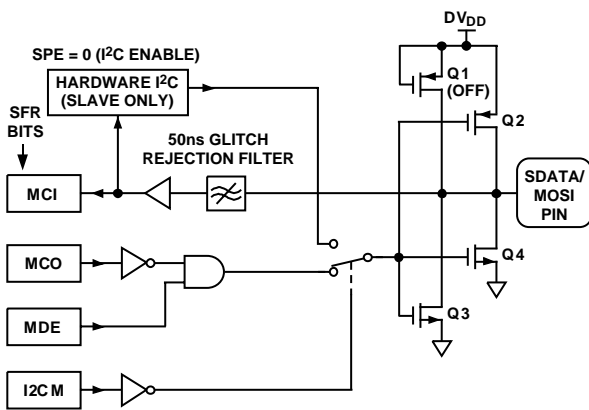 DVDD
SPE = 0 (I2C ENABLE)
HARDWARE I2C
(SLAVE ONLY)
Q1
(OFF)
Q2
SFR
BITS
50ns GLITCH
REJECTION FILTER
MCI
SDATA/
MOSI
PIN
MCO
Q4
MDE
Q3
I2CM